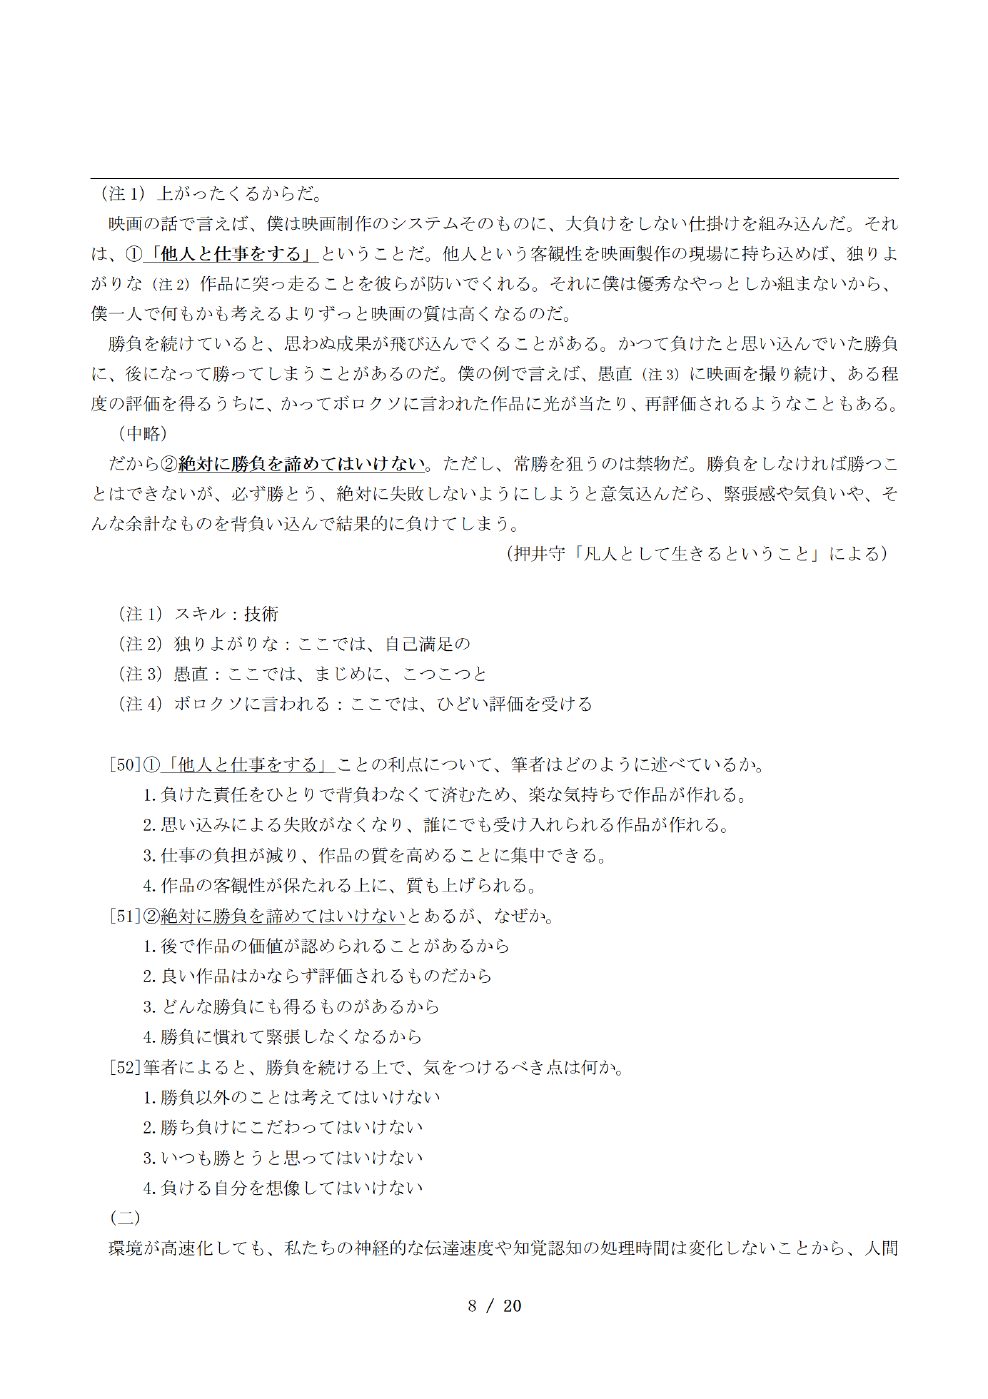 （注 1）上がったくるからだ。
映画の話で言えば、僕は映画制作のシステムそのものに、大負けをしない仕掛けを組み込んだ。それ
は、①「他人と仕事をする」ということだ。他人という客観性を映画製作の現場に持ち込めば、独りよ
がりな（注 2）作品に突っ走ることを彼らが防いでくれる。それに僕は優秀なやっとしか組まないから、
僕一人で何もかも考えるよりずっと映画の質は高くなるのだ。
勝負を続けていると、思わぬ成果が飛び込んでくることがある。かつて負けたと思い込んでいた勝負
に、後になって勝ってしまうことがあるのだ。僕の例で言えば、愚直（注 3）に映画を撮り続け、ある程
度の評価を得るうちに、かってボロクソに言われた作品に光が当たり、再評価されるようなこともある。
（中略）
だから②絶対に勝負を諦めてはいけない。ただし、常勝を狙うのは禁物だ。勝負をしなければ勝つこ
とはできないが、必ず勝とう、絶対に失敗しないようにしようと意気込んだら、緊張感や気負いや、そ
んな余計なものを背負い込んで結果的に負けてしまう。
（押井守「凡人として生きるということ」による）
（注 1）スキル：技術
（注 2）独りよがりな：ここでは、自己満足の
（注 3）愚直：ここでは、まじめに、こつこつと
（注 4）ボロクソに言われる：ここでは、ひどい評価を受ける
[50]①「他人と仕事をする」ことの利点について、筆者はどのように述べているか。
1.負けた責任をひとりで背負わなくて済むため、楽な気持ちで作品が作れる。
2.思い込みによる失敗がなくなり、誰にでも受け入れられる作品が作れる。
3.仕事の負担が減り、作品の質を高めることに集中できる。
4.作品の客観性が保たれる上に、質も上げられる。
[51]②絶対に勝負を諦めてはいけないとあるが、なぜか。
1.後で作品の価値が認められることがあるから
2.良い作品はかならず評価されるものだから
3.どんな勝負にも得るものがあるから
4.勝負に慣れて緊張しなくなるから
[52]筆者によると、勝負を続ける上で、気をつけるべき点は何か。
1.勝負以外のことは考えてはいけない
2.勝ち負けにこだわってはいけない
3.いつも勝とうと思ってはいけない
4.負ける自分を想像してはいけない
（二）
環境が高速化しても、私たちの神経的な伝達速度や知覚認知の処理時間は変化しないことから、人間
8 / 20